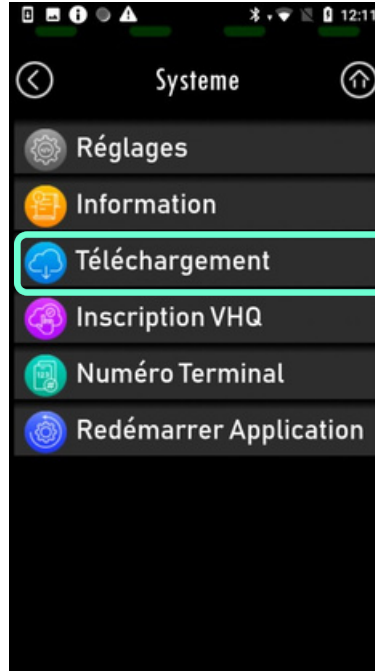 12:11
Systeme
Réglages
Information
Téléchargement
Inscription VHQ
Numéro Terminal
Redémarrer Application